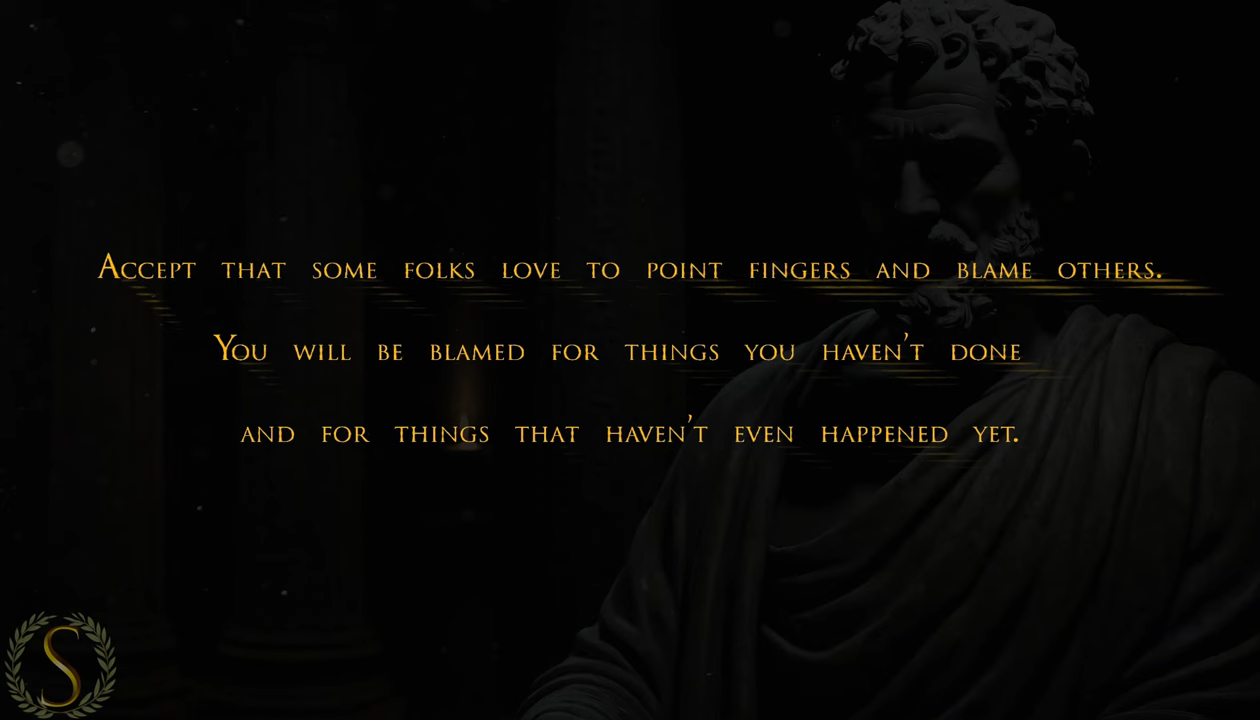 Accept that some folks love to point fingers and blame others.
You will be blamed for things you haven't done
and for things that haven't even happened yet.
S